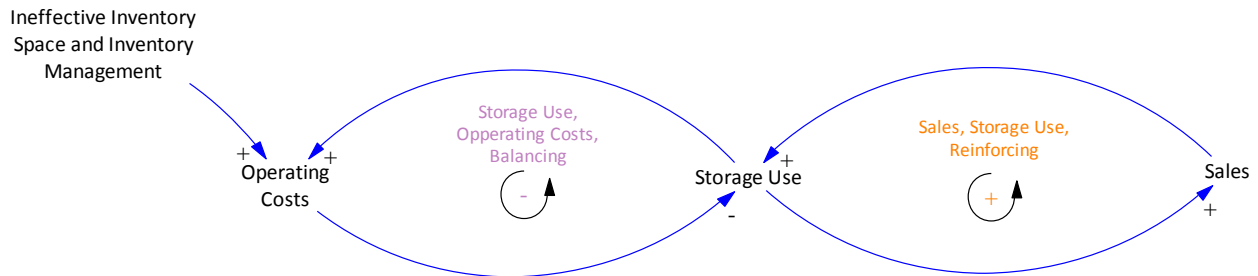 Ineffective Inventory
Space and Inventory
Management
Storage Use,
Opperating Costs,
Balancing
Sales, Storage Use,
Reinforcing
+
+
+
Operating
Costs
Storage Use
Sales
-
+
-
+